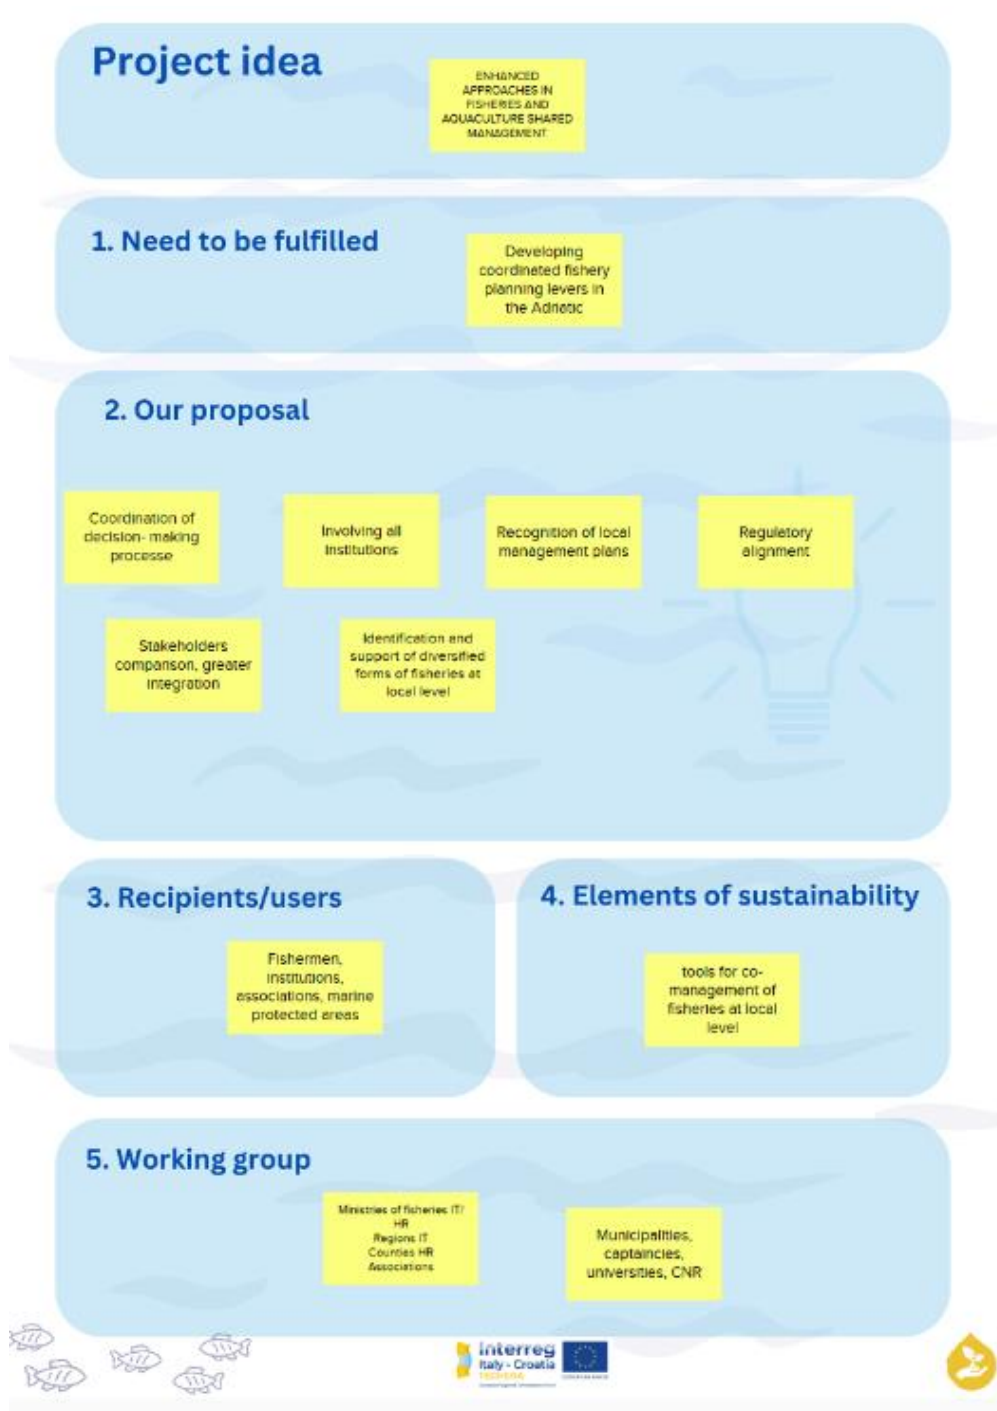 Project idea
ENHANCED
APPROACHES IN
FISHERIES AND
AQUACULTURE SHARED
MANAGEMENT
1. Need to be fulfilled
Developing
coordinated fishery
planning levers in
the Adriatic
2. Our proposal
Coordination of
decision- making
processe
Involving all
Institutions
Recognition of local
management plans
Regulatory
alignment
Stakeholders
comparison, greater
integration
Identification and
support of diversified
forms of fisheries at
local level
3. Recipients/users
Fishermen,
institutions,
associations, marine
protected areas
4. Elements of sustainability
tools for co-
management of
fisheries at local
level
5. Working group
Ministries of fisheries IT/
HR
Regions IT
Counties HR
Associations
Municipalities,
captaincies,
universities, CNR
Interreg
Italy - Croatia